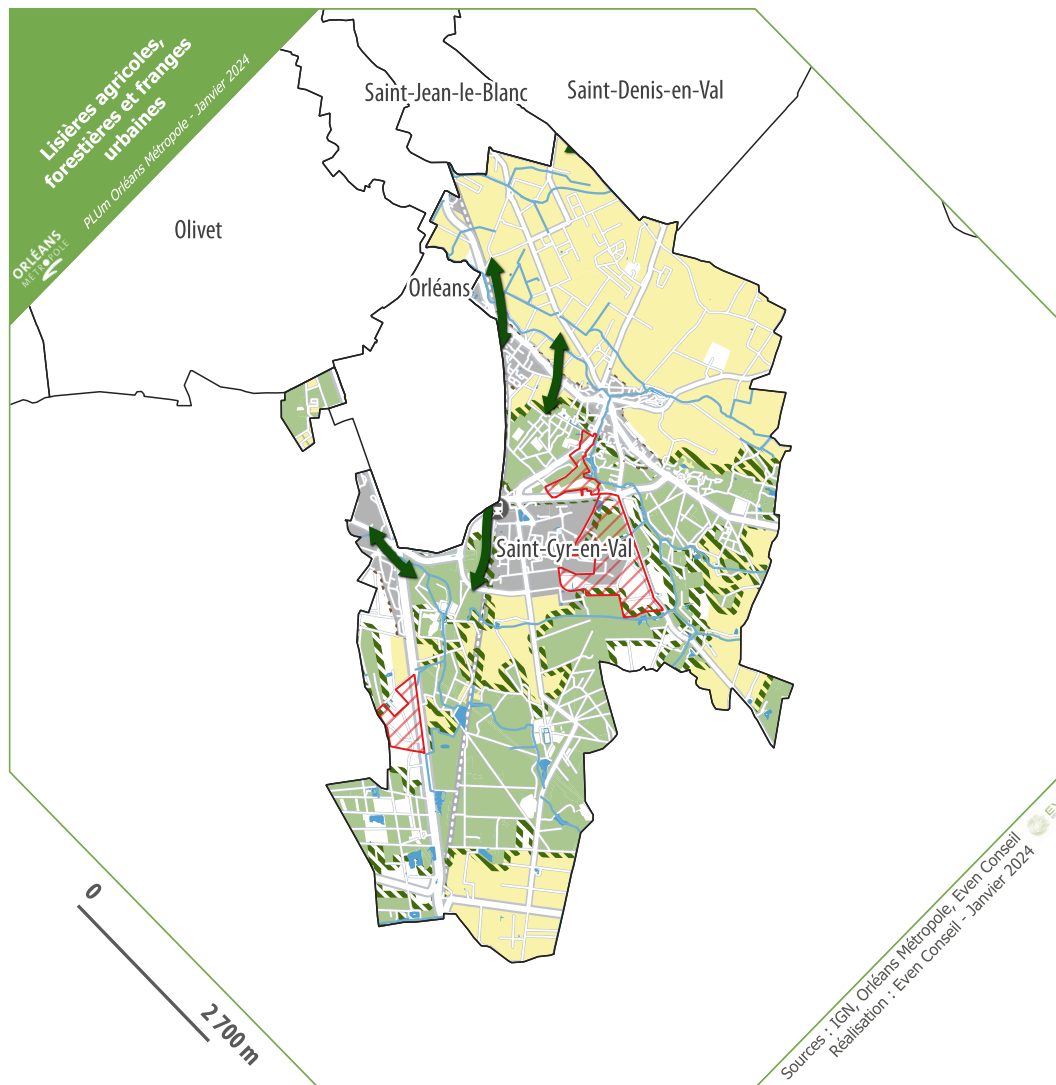 Lisières agricoles,
forestières et franges
urbaines
PLUm Orléans Métropole - Janvier 2024
ORLÉANS
MÉTROPOLE
Saint-Jean-le-Blanc
Saint-Denis-en-Val
Olivet
Orléans
Saint-Cyr-en-Val
0
2 700 m
Sources : IGN, Orléans Métropole, Even Conseil
Réalisation : Even Conseil - Janvier 2024